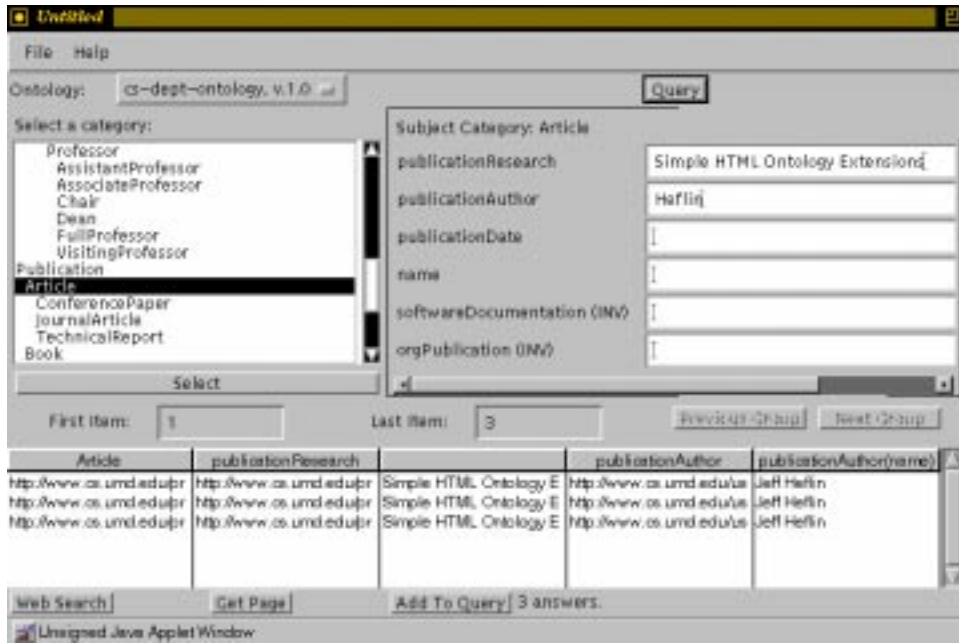 Untitled
File Help
Ontology: cs-dept-ontology, v.1.0 Query
Select a category:
Professor
AssistantProfessor
AssociateProfessor
Chair
Dean
FullProfessor
VisitingProfessor
Publication
Article
ConferencePaper
JournalArticle
TechnicalReport
Book
Select
Subject Category: Article
publicationResearch Simple HTML Ontology Extensions
publicationAuthor Heflin
publicationDate
name
softwareDocumentation (INV)
orgPublication (INV)
First Item: 1 Last Item: 3 Previous Group Next Group
Article publicationResearch publicationAuthor publicationAuthor(name)
http://www.cs.umd.edu/pr http://www.cs.umd.edu/pr Simple HTML Ontology E http://www.cs.umd.edu/us Jeff Heflin
http://www.cs.umd.edu/pr http://www.cs.umd.edu/pr Simple HTML Ontology E http://www.cs.umd.edu/us Jeff Heflin
http://www.cs.umd.edu/pr http://www.cs.umd.edu/pr Simple HTML Ontology E http://www.cs.umd.edu/us Jeff Heflin
Web Search Get Page Add To Query 3 answers.
Unsigned Java Applet Window